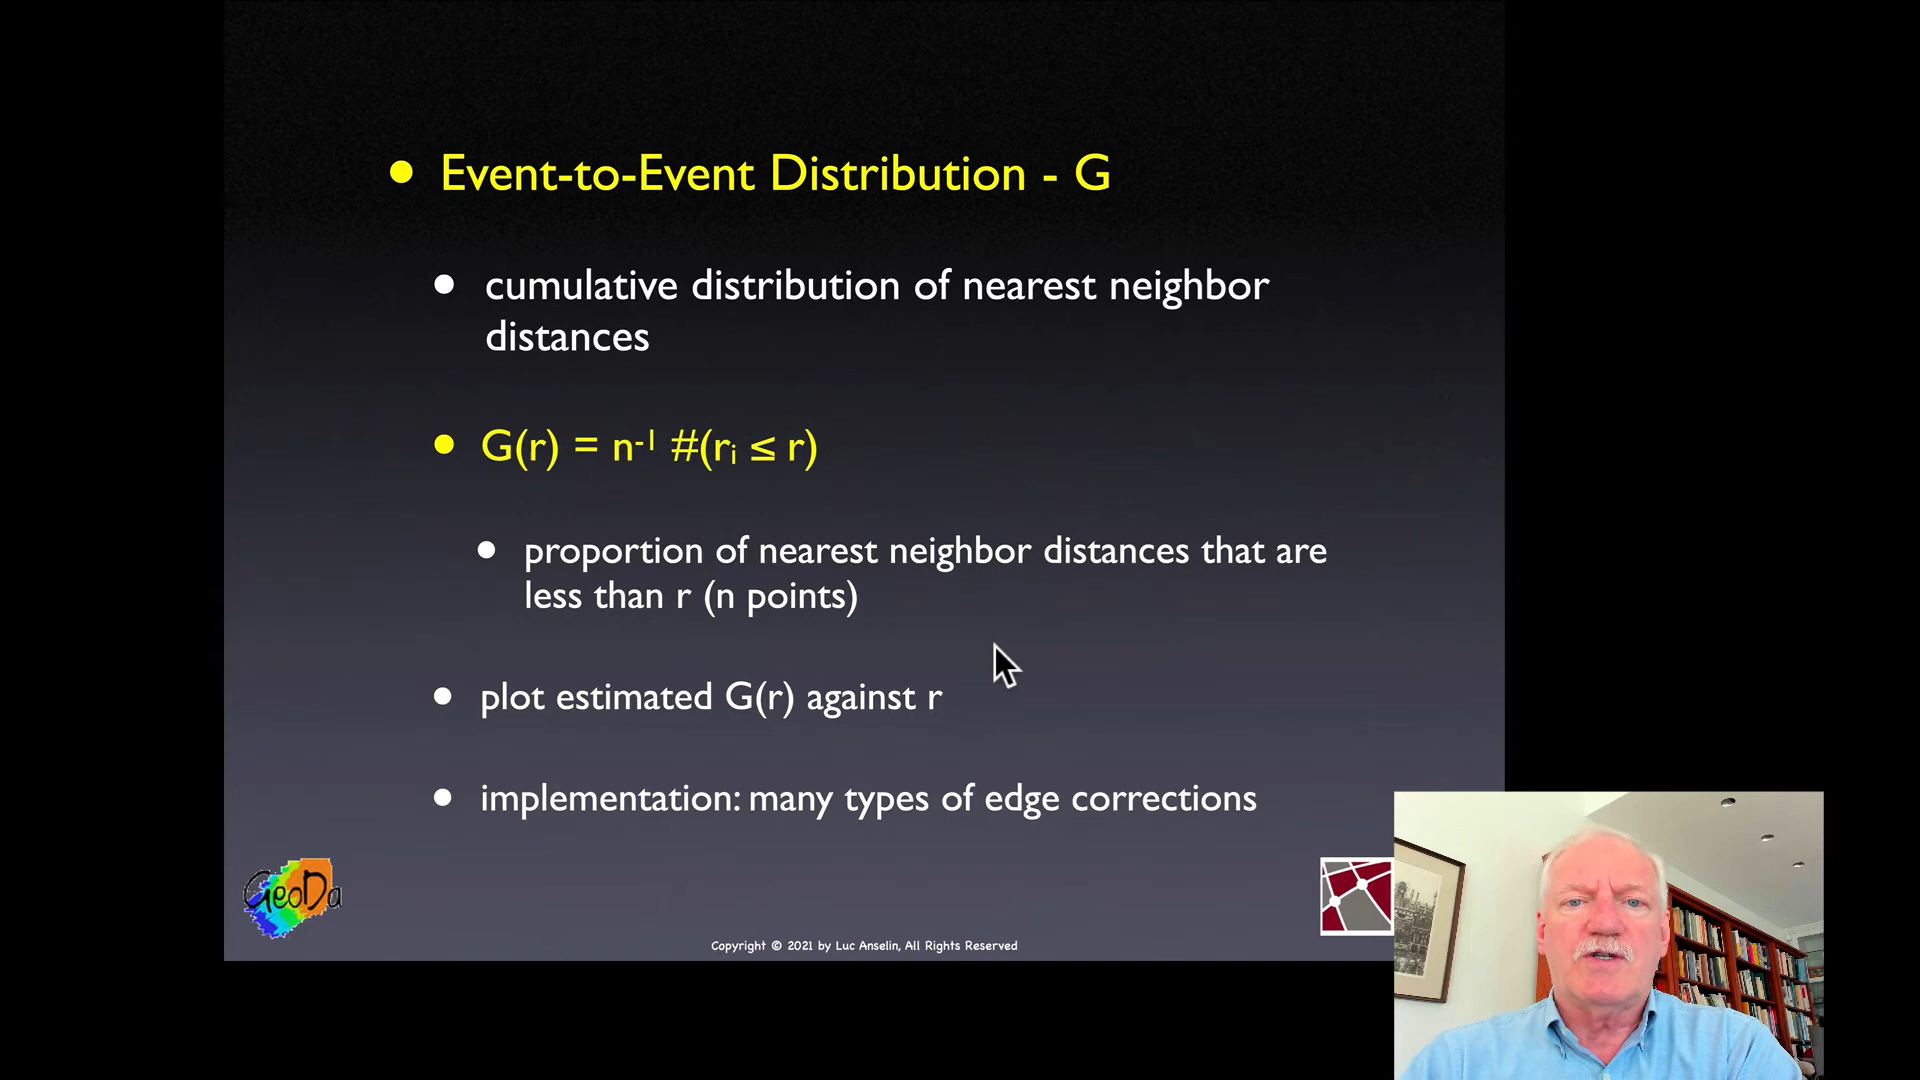 Event-to-Event Distribution - G
cumulative distribution of nearest neighbor
distances
G(r) = n⁻¹ #(rᵢ ≤ r)
proportion of nearest neighbor distances that are
less than r (n points)
plot estimated G(r) against r
implementation: many types of edge corrections
GeoDa
Copyright © 2021 by Luc Anselin, All Rights Reserved